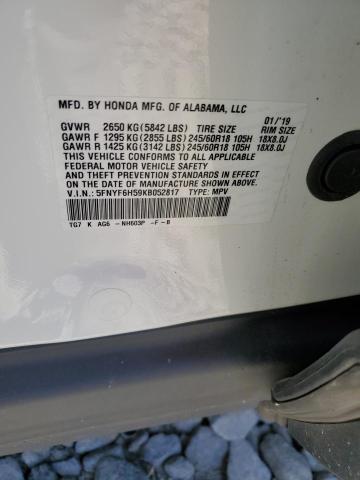 MFD. BY HONDA MFG. OF ALABAMA, LLC 01/'19
GVWR 2650 KG(5842 LBS) TIRE SIZE RIM SIZE
GAWR F 1295 KG(2855 LBS)245/60R18 105H 18X8.0J
GAWR R 1425 KG(3142 LBS)245/60R18 105H 18X8.0J
THIS VEHICLE CONFORMS TO ALL APPLICABLE
FEDERAL MOTOR VEHICLE SAFETY AND
THEFT PREVENTION STANDARDS IN EFFECT ON
THE DATE OF MANUFACTURE SHOWN ABOVE.
V.I.N.: 5FNYF6H59KB052817 TYPE: MPV
TG7 K AG6 -NH603P -F-B